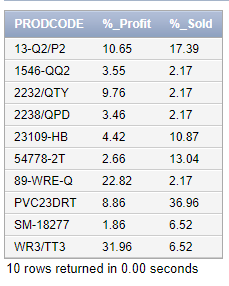 PRODCODE %_Profit %_Sold
13-Q2/P2 10.65 17.39
1546-QQ2 3.55 2.17
2232/QTY 9.76 2.17
2238/QPD 3.46 2.17
23109-HB 4.42 10.87
54778-2T 2.66 13.04
89-WRE-Q 22.82 2.17
PVC23DRT 8.86 36.96
SM-18277 1.86 6.52
WR3/TT3 31.96 6.52
10 rows returned in 0.00 seconds